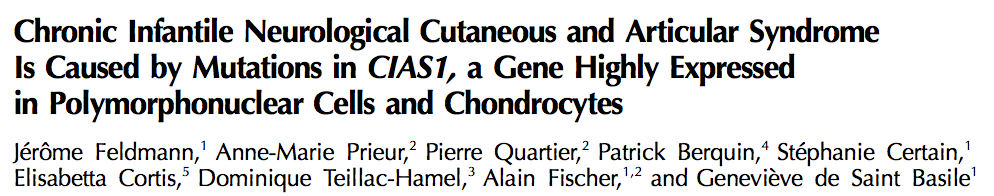 Chronic Infantile Neurological Cutaneous and Articular Syndrome
Is Caused by Mutations in CIAS1, a Gene Highly Expressed
in Polymorphonuclear Cells and Chondrocytes
Jérôme Feldmann,¹ Anne-Marie Prieur,² Pierre Quartier,² Patrick Berquin,⁴ Stéphanie Certain,¹
Elisabetta Cortis,⁵ Dominique Teillac-Hamel,³ Alain Fischer,¹,² and Geneviève de Saint Basile¹